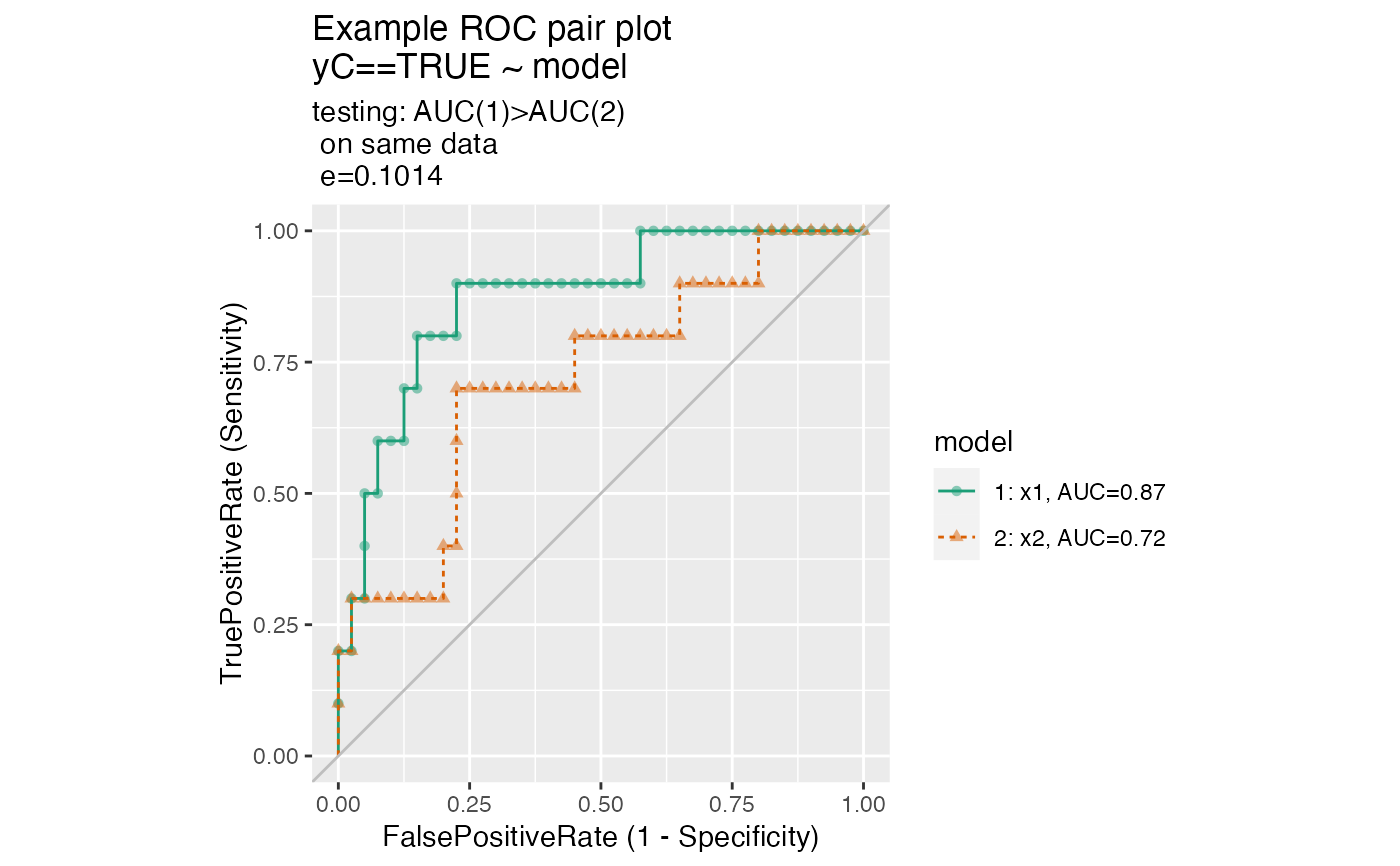 Example ROC pair plot
yC==TRUE ~ model
testing: AUC(1)>AUC(2)
on same data
e=0.1014
1.00
0.75
0.50
0.25
0.00
TruePositiveRate (Sensitivity)
0.00 0.25 0.50 0.75 1.00
FalsePositiveRate (1 - Specificity)
model
1: x1, AUC=0.87
2: x2, AUC=0.72